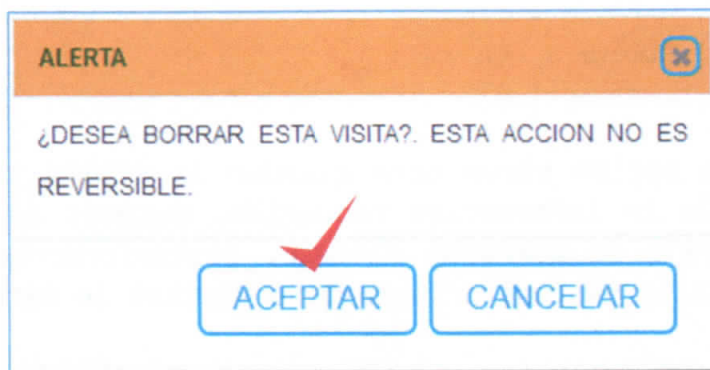 ALERTA
¿DESEA BORRAR ESTA VISITA?. ESTA ACCION NO ES
REVERSIBLE.
ACEPTAR CANCELAR